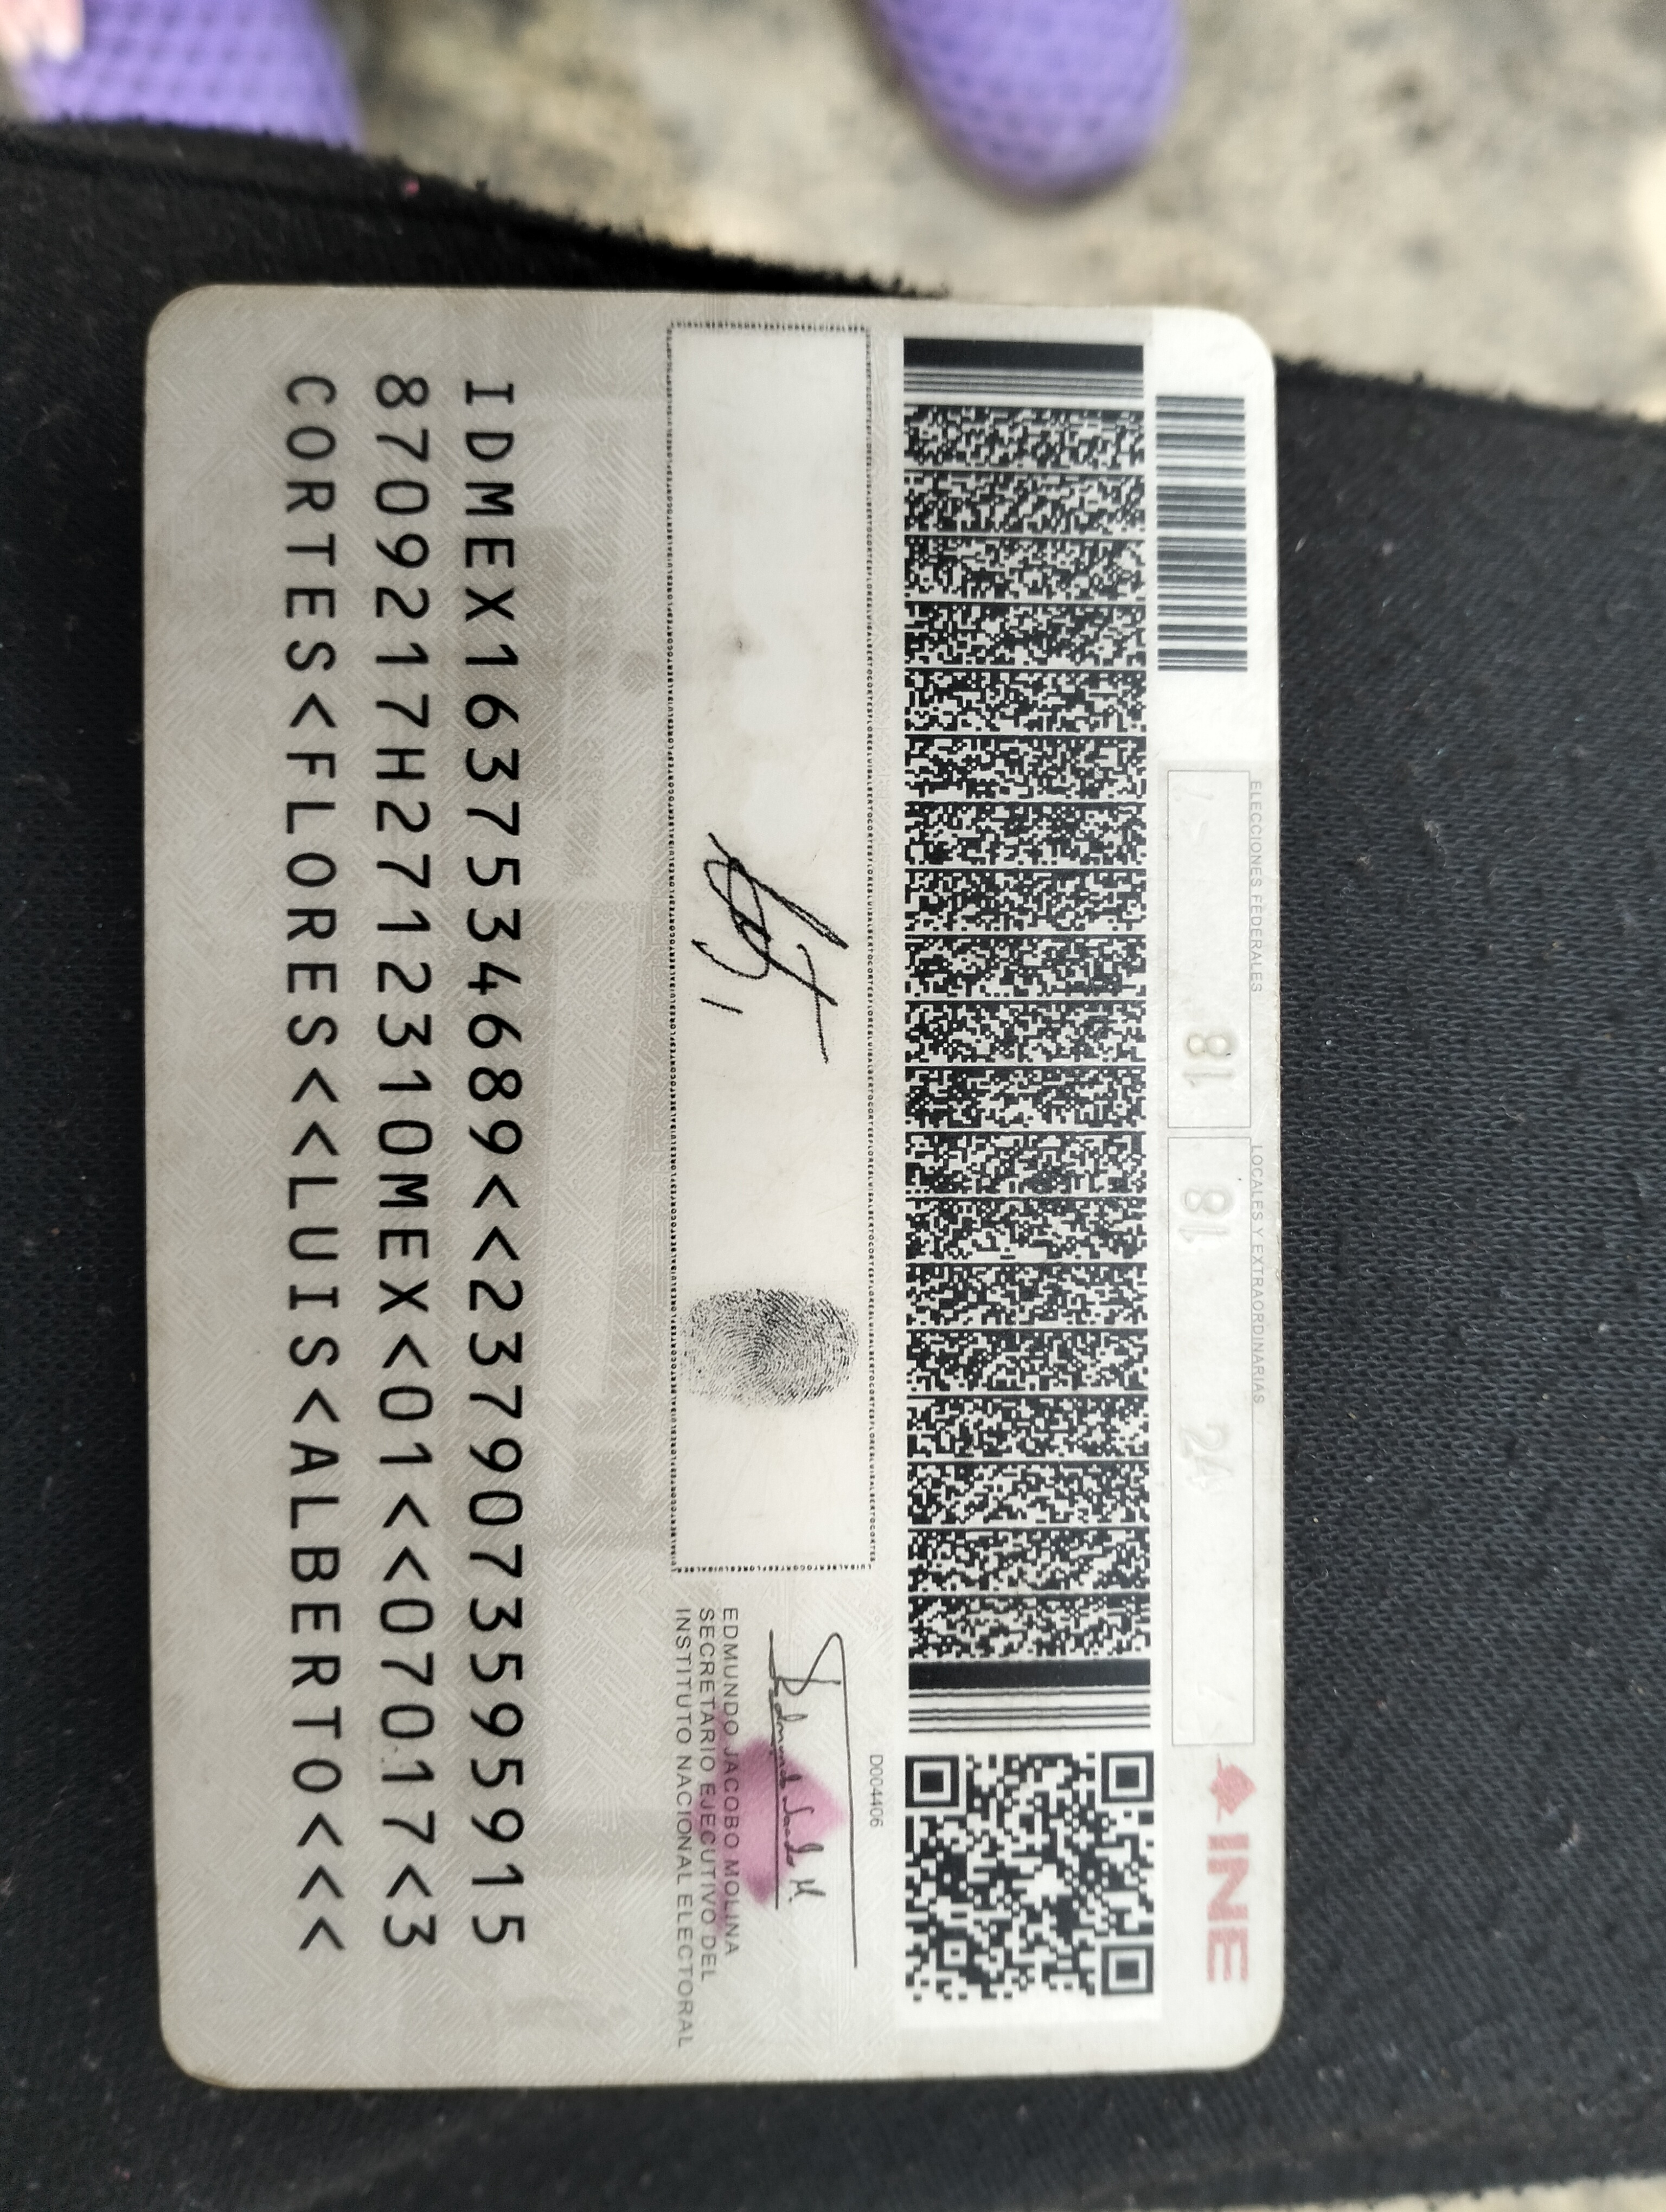 ELECCIONES FEDERALES
LOCALES Y EXTRAORDINARIAS
18
18
24
INE
D004406
EDMUNDO JACOBO MOLINA
SECRETARIO EJECUTIVO DEL
INSTITUTO NACIONAL ELECTORAL
IDMEX1637534689<<2379073595915
8709217H2712310MEX<01<<07017<3
CORTES<FLORES<<LUIS<ALBERTO<<<